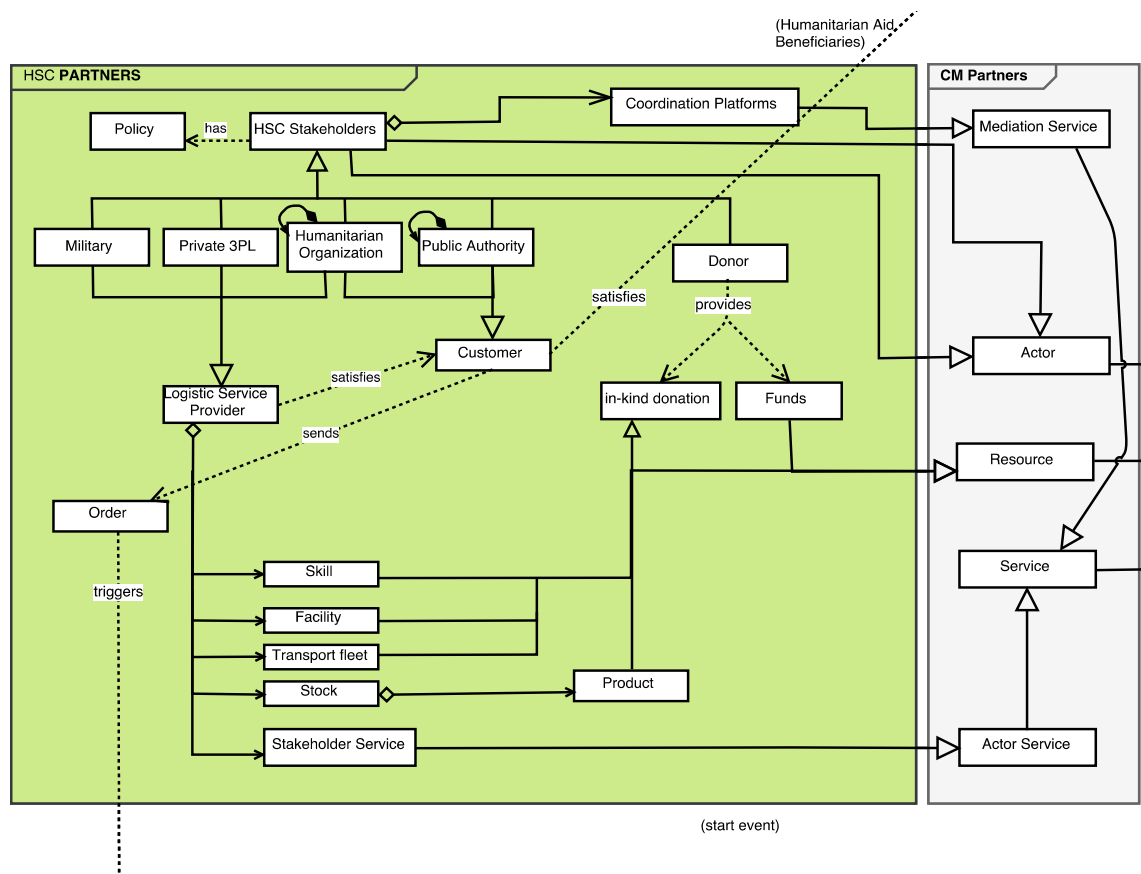 (Humanitarian Aid
Beneficiaries)
HSC PARTNERS
CM Partners
Coordination Platforms
Policy
has
HSC Stakeholders
Mediation Service
Military
Private 3PL
Humanitarian
Organization
Public Authority
Donor
satisfies
provides
Customer
Actor
satisfies
Logistic Service
Provider
in-kind donation
Funds
sends
Resource
Order
Skill
Service
triggers
Facility
Transport fleet
Stock
Product
Stakeholder Service
Actor Service
(start event)